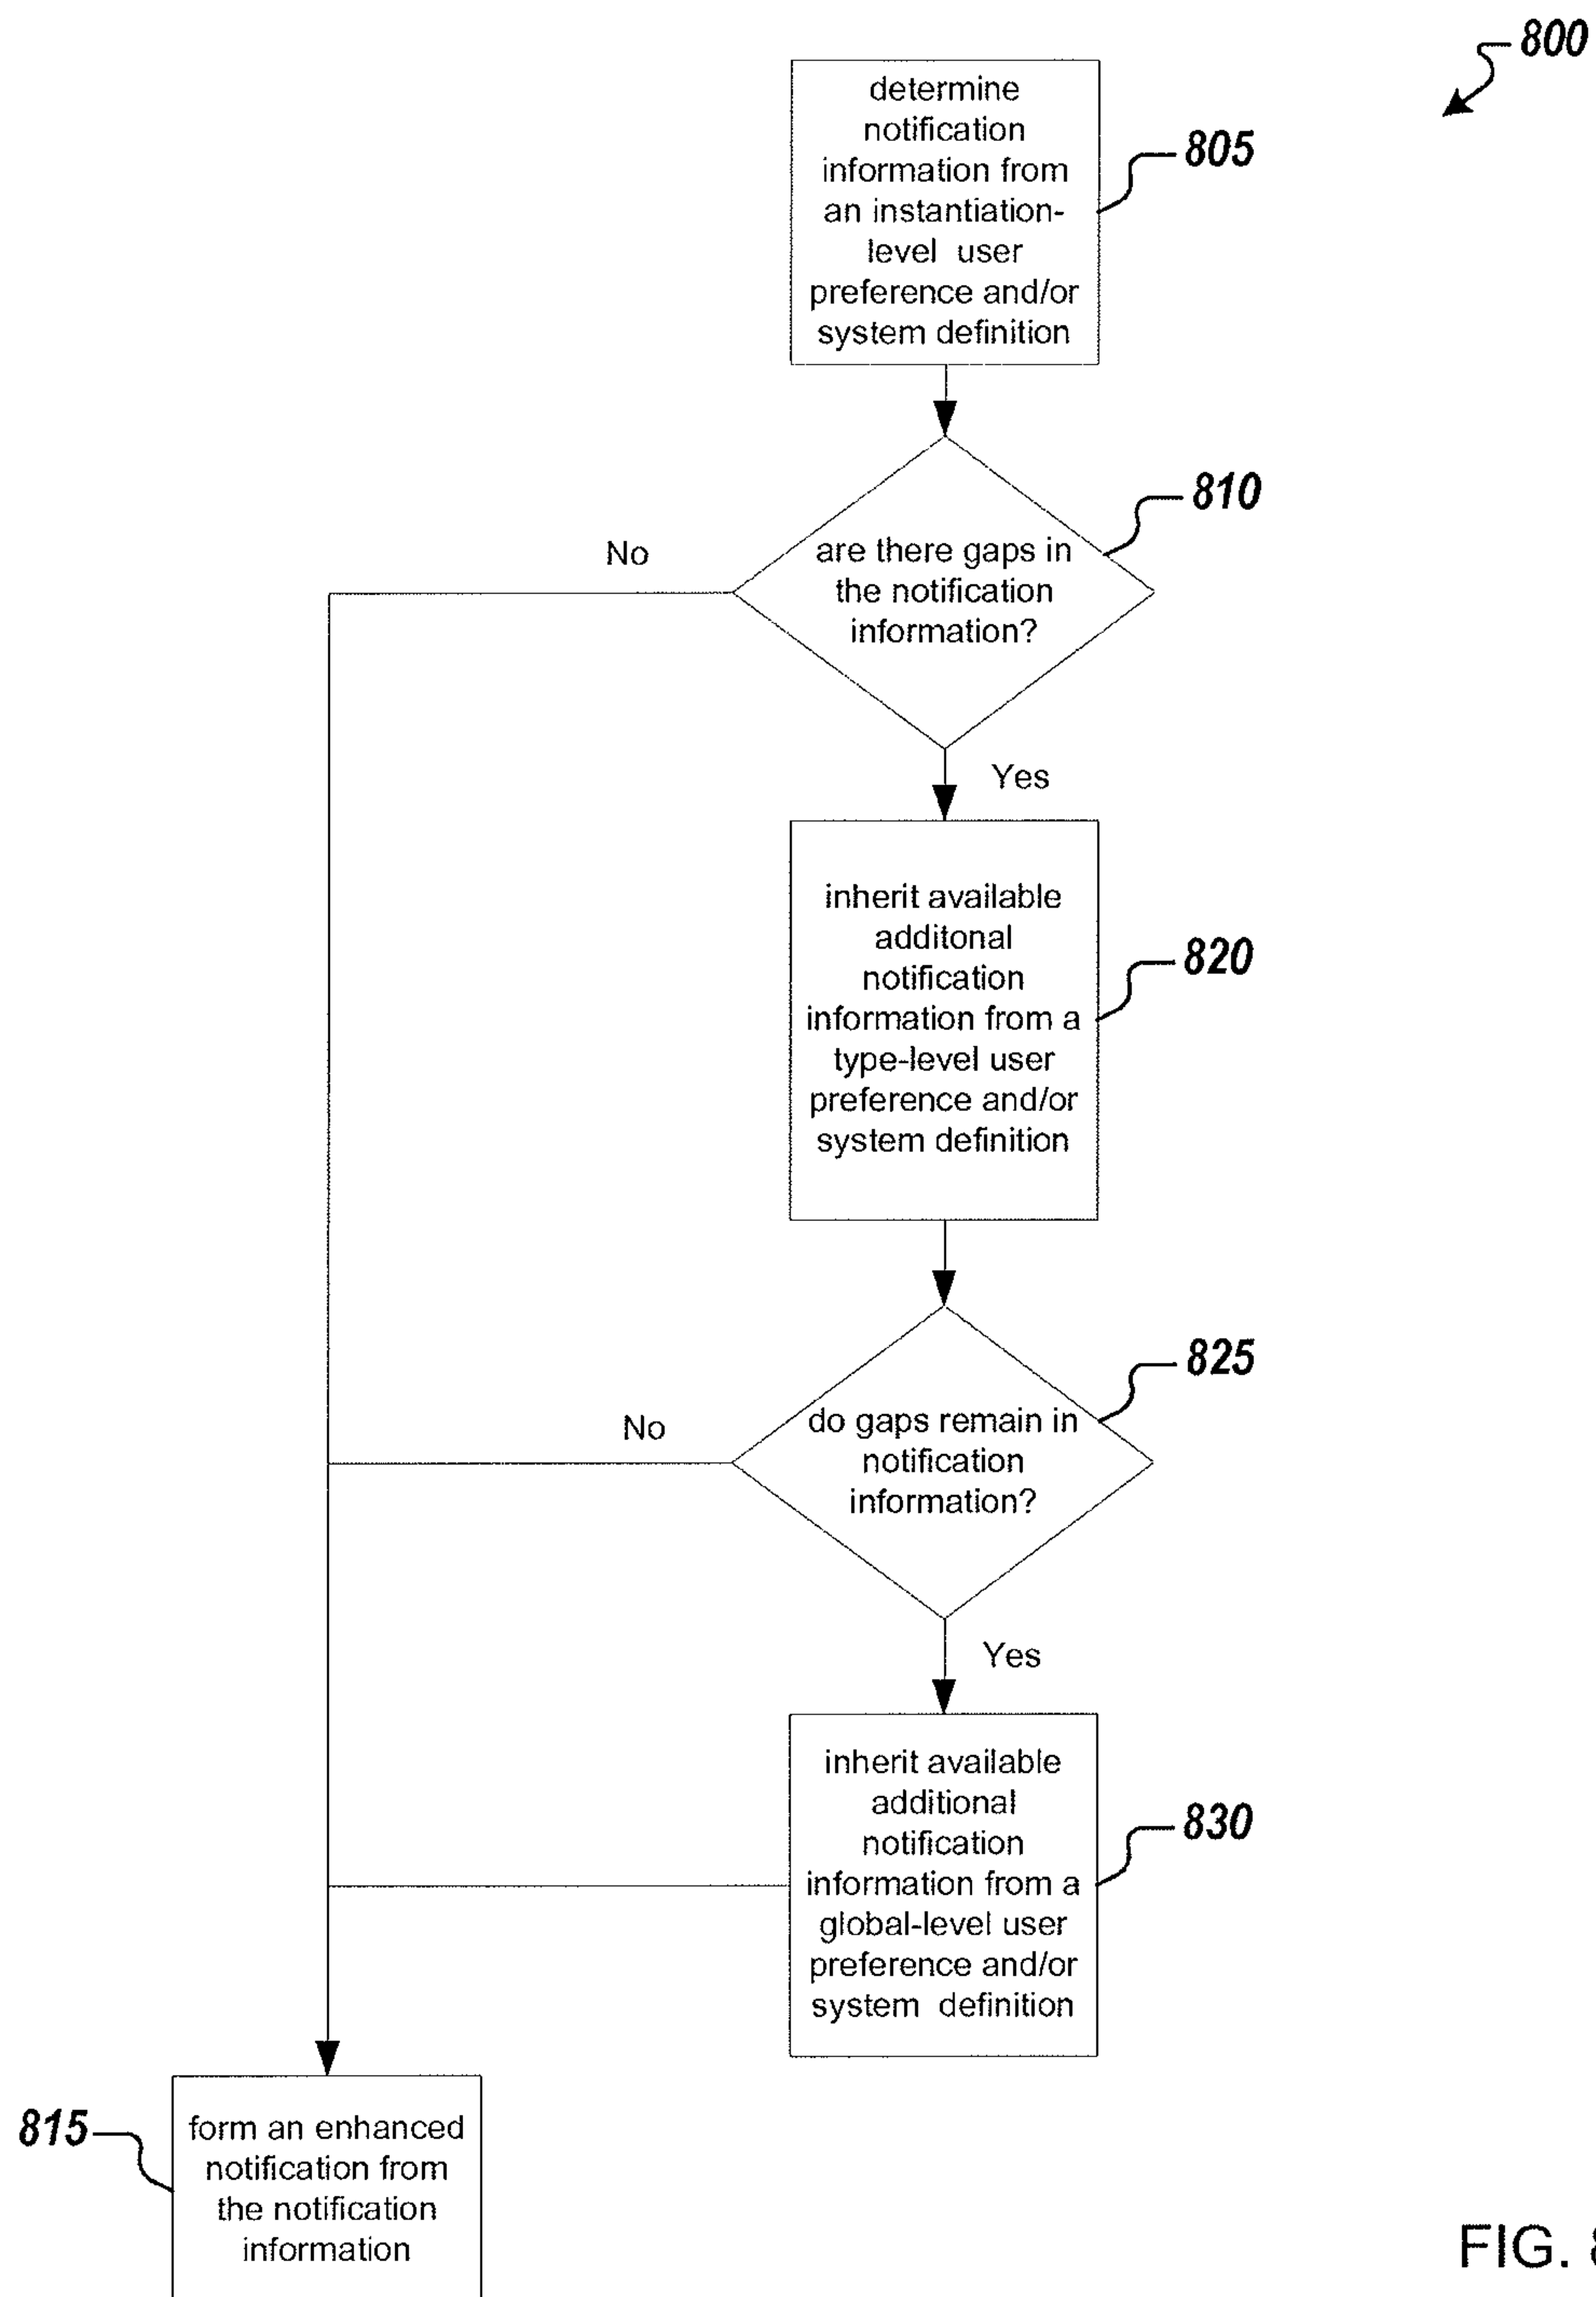 800
determine
notification
information from
an instantiation-
level user
preference and/or
system definition
805
810
are there gaps in
the notification
information?
No
Yes
inherit available
additonal
notification
information from a
type-level user
preference and/or
system definition
820
825
do gaps remain in
notification
information?
No
Yes
inherit available
additional
notification
information from a
global-level user
preference and/or
system definition
830
815
form an enhanced
notification from
the notification
information
FIG. 8